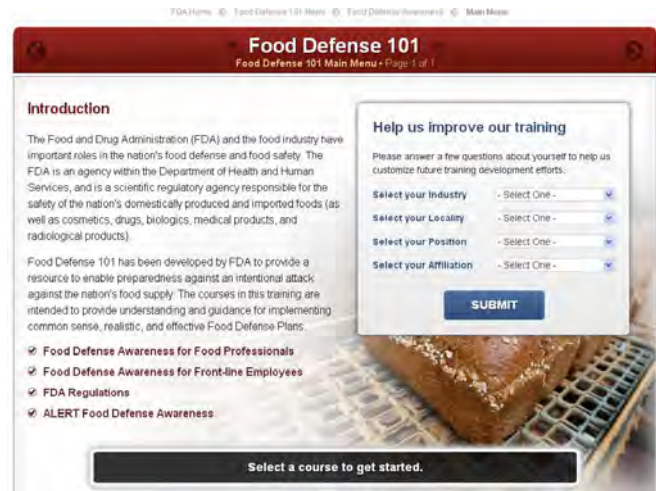 FDA Home Food Defense 101 Menu Food Defense Awareness Main Menu
Food Defense 101
Food Defense 101 Main Menu • Page 1 of 1
Introduction
The Food and Drug Administration (FDA) and the food industry have
important roles in the nation's food defense and food safety. The
FDA is an agency within the Department of Health and Human
Services, and is a scientific regulatory agency responsible for the
safety of the nation's domestically produced and imported foods (as
well as cosmetics, drugs, biologics, medical products, and
radiological products).
Food Defense 101 has been developed by FDA to provide a
resource to enable preparedness against an intentional attack
against the nation's food supply. The courses in this training are
intended to provide understanding and guidance for implementing
common sense, realistic, and effective Food Defense Plans.
Food Defense Awareness for Food Professionals
Food Defense Awareness for Front-line Employees
FDA Regulations
ALERT Food Defense Awareness
Help us improve our training
Please answer a few questions about yourself to help us
customize future training development efforts.
Select your Industry - Select One -
Select your Locality - Select One -
Select your Position - Select One -
Select your Affiliation - Select One -
SUBMIT
Select a course to get started.